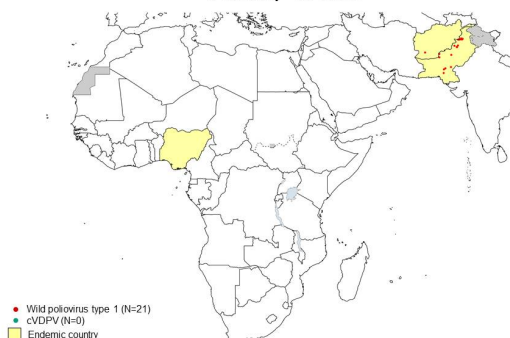 Wild poliovirus type 1 (N=21)
cVDPV (N=0)
Endemic country